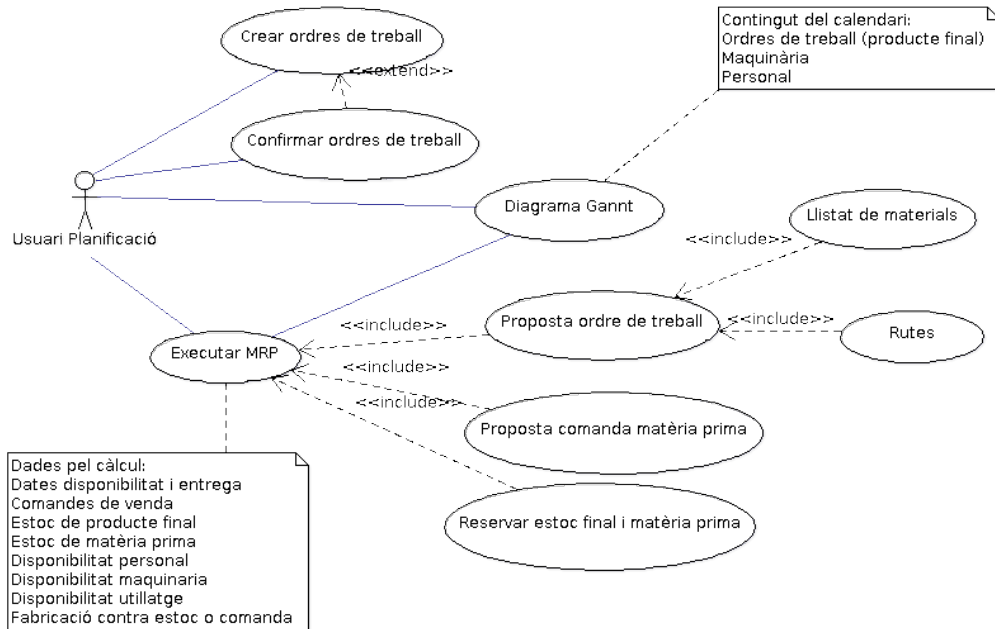 Crear ordres de treball
<<extend>>
Confirmar ordres de treball
Contingut del calendari:
Ordres de treball (producte final)
Maquinària
Personal
Usuari Planificació
Diagrama Gannt
Llistat de materials
<<include>>
Proposta ordre de treball
<<include>>
Rutes
<<include>>
Executar MRP
<<include>>
<<include>>
Proposta comanda matèria prima
Reservar estoc final i matèria prima
Dades pel càlcul:
Dates disponibilitat i entrega
Comandes de venda
Estoc de producte final
Estoc de matèria prima
Disponibilitat personal
Disponibilitat maquinaria
Disponibilitat utillatge
Fabricació contra estoc o comanda